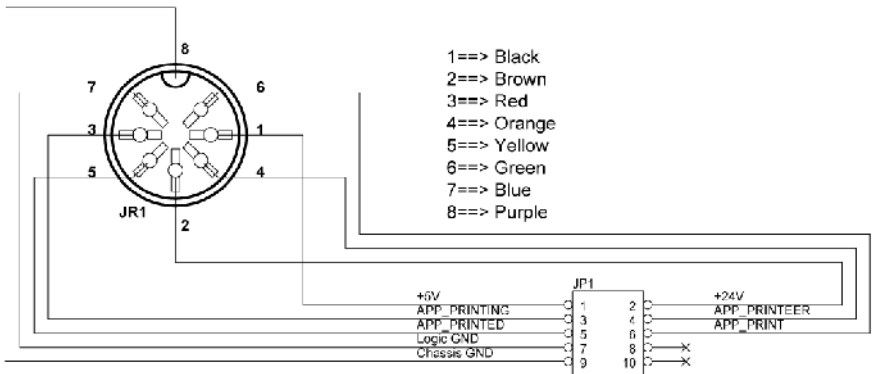 8
7
6
3
1
5
4
JR1
2
1==> Black
2==> Brown
3==> Red
4==> Orange
5==> Yellow
6==> Green
7==> Blue
8==> Purple
JP1
+5V
APP_PRINTING
APP_PRINTED
Logic GND
Chassis GND
1 2
3 4
5 6
7 8
9 10
+24V
APP_PRINTEER
APP_PRINT